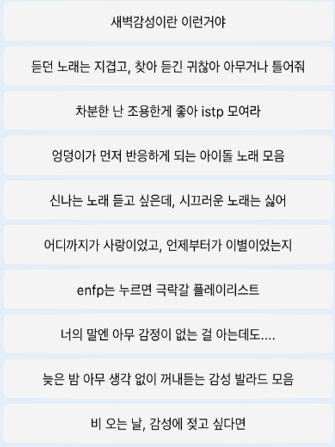 새벽감성이란 이런거야
듣던 노래는 지겹고, 찾아 듣긴 귀찮아 아무거나 틀어줘
차분한 난 조용한게 좋아 istp 모여라
엉덩이가 먼저 반응하게 되는 아이돌 노래 모음
신나는 노래 듣고 싶은데, 시끄러운 노래는 싫어
어디까지가 사랑이었고, 언제부터가 이별이었는지
enfp는 누르면 극락갈 플레이리스트
너의 말엔 아무 감정이 없는 걸 아는데도....
늦은 밤 아무 생각 없이 꺼내듣는 감성 발라드 모음
비 오는 날, 감성에 젖고 싶다면